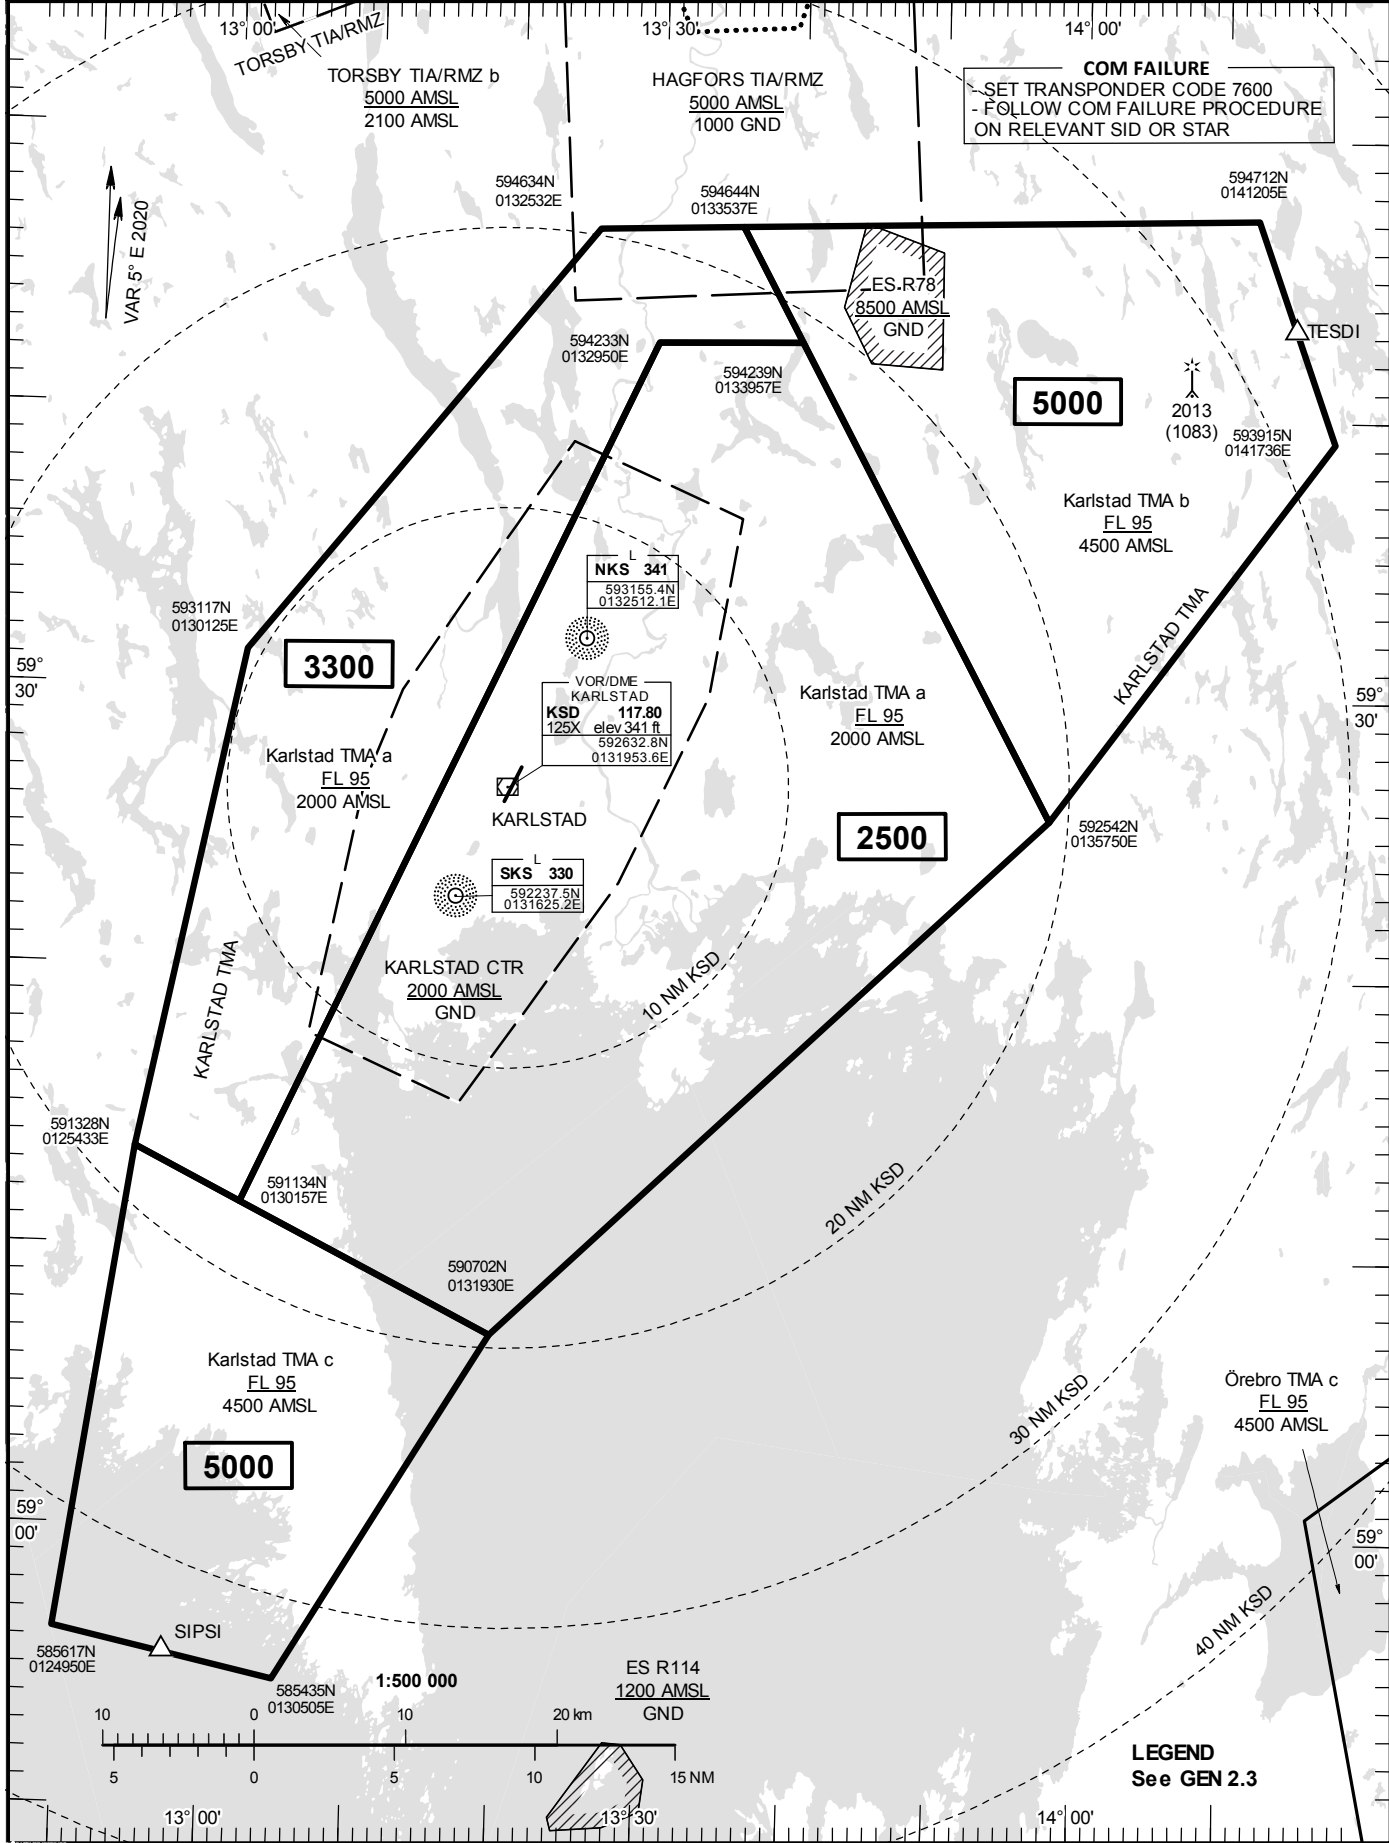 13° 00'
13° 30'
14° 00'
TORSBY TIA/RMZ
TORSBY TIA/RMZ b
5000 AMSL
2100 AMSL
HAGFORS TIA/RMZ
5000 AMSL
1000 GND
COM FAILURE
- SET TRANSPONDER CODE 7600
- FOLLOW COM FAILURE PROCEDURE
ON RELEVANT SID OR STAR
VAR 5° E 2020
594634N
0132532E
594644N
0133537E
594712N
0141205E
ES R78
8500 AMSL
GND
TESDI
594233N
0132950E
594239N
0133957E
5000
2013
(1083)
593915N
0141736E
Karlstad TMA b
FL 95
4500 AMSL
L
NKS 341
593155.4N
0132512.1E
593117N
0130125E
3300
59°
30'
VOR/DME
KARLSTAD
KSD 117.80
125X elev 341 ft
592632.8N
0131953.6E
Karlstad TMA a
FL 95
2000 AMSL
KARLSTAD TMA
59°
30'
Karlstad TMA a
FL 95
2000 AMSL
KARLSTAD
2500
592542N
0135750E
L
SKS 330
592237.5N
0131625.2E
KARLSTAD CTR
2000 AMSL
GND
10 NM KSD
KARLSTAD TMA
591328N
0125433E
591134N
0130157E
20 NM KSD
590702N
0131930E
Karlstad TMA c
FL 95
4500 AMSL
5000
30 NM KSD
Örebro TMA c
FL 95
4500 AMSL
59°
00'
59°
00'
40 NM KSD
SIPSI
585617N
0124950E
585435N
0130505E
1:500 000
ES R114
1200 AMSL
GND
10 0 10 20 km
5 0 5 10 15 NM
LEGEND
See GEN 2.3
13° 00'
13° 30'
14° 00'